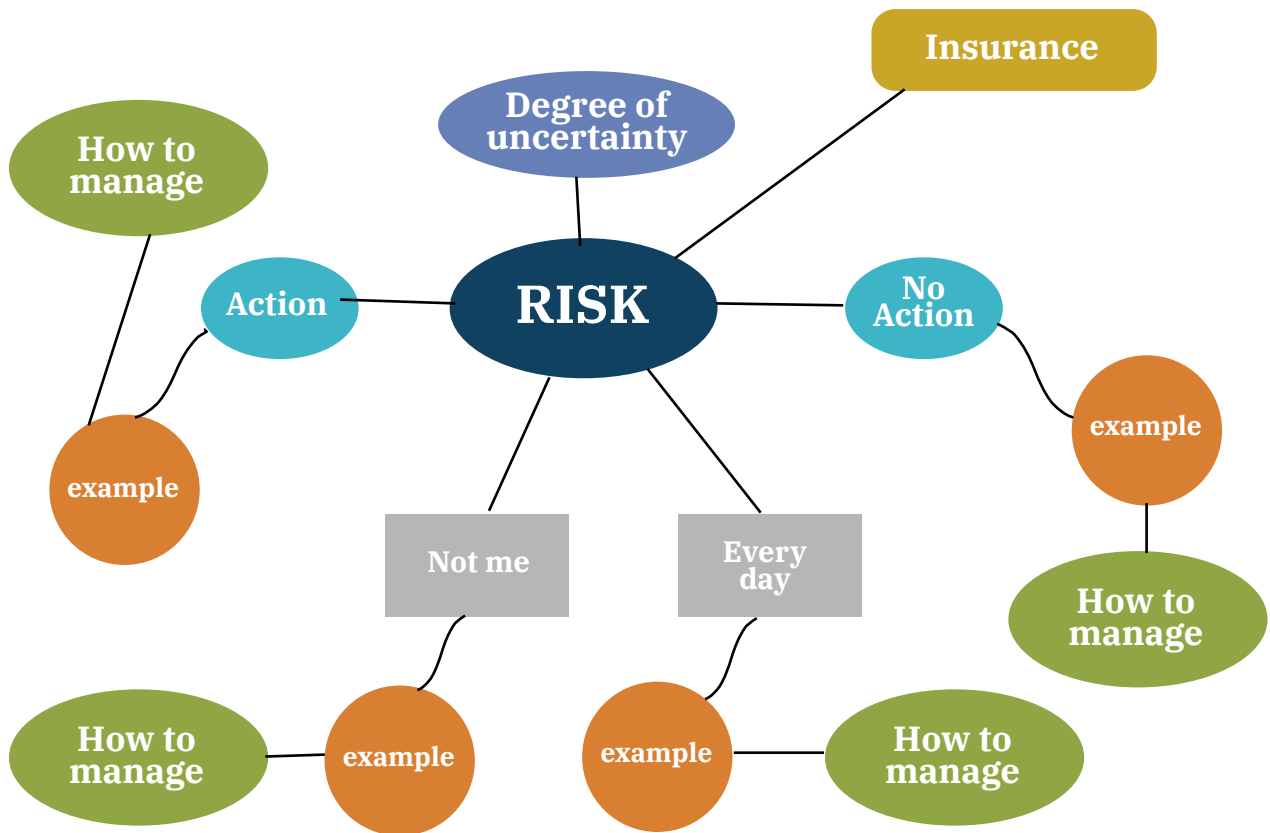 Insurance
Degree of
uncertainty
How to
manage
Action
RISK
No
Action
example
example
Not me
Every
day
How to
manage
How to
manage
example
example
How to
manage